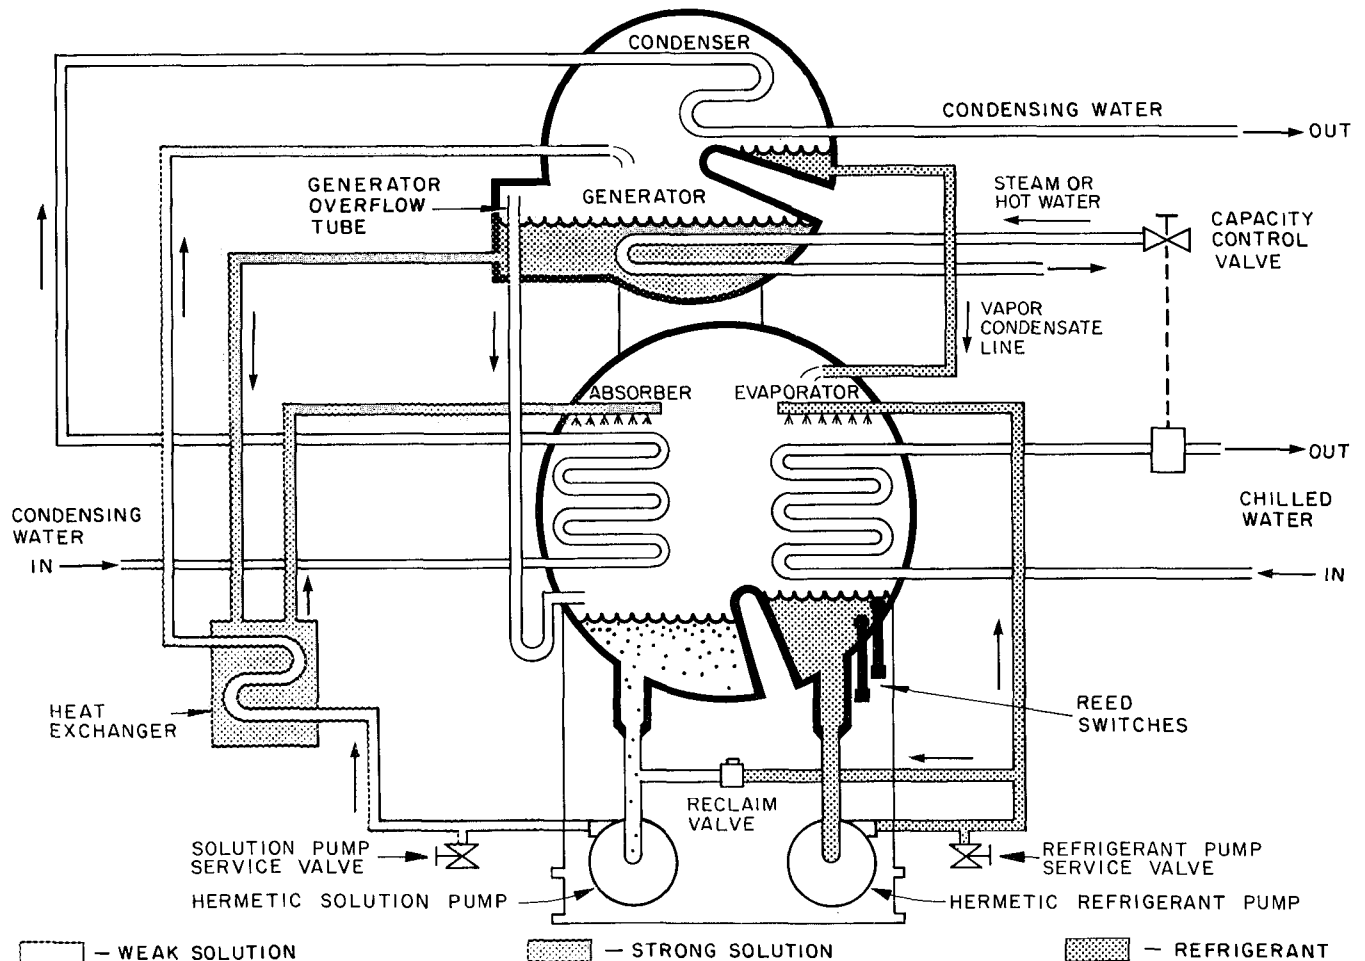 CONDENSER
CONDENSING WATER
OUT
GENERATOR
OVERFLOW
TUBE
GENERATOR
STEAM OR
HOT WATER
CAPACITY
CONTROL
VALVE
VAPOR
CONDENSATE
LINE
ABSORBER
EVAPORATOR
OUT
CONDENSING
WATER
IN
CHILLED
WATER
IN
HEAT
EXCHANGER
REED
SWITCHES
RECLAIM
VALVE
SOLUTION PUMP
SERVICE VALVE
REFRIGERANT PUMP
SERVICE VALVE
HERMETIC SOLUTION PUMP
HERMETIC REFRIGERANT PUMP
– WEAK SOLUTION
– STRONG SOLUTION
– REFRIGERANT